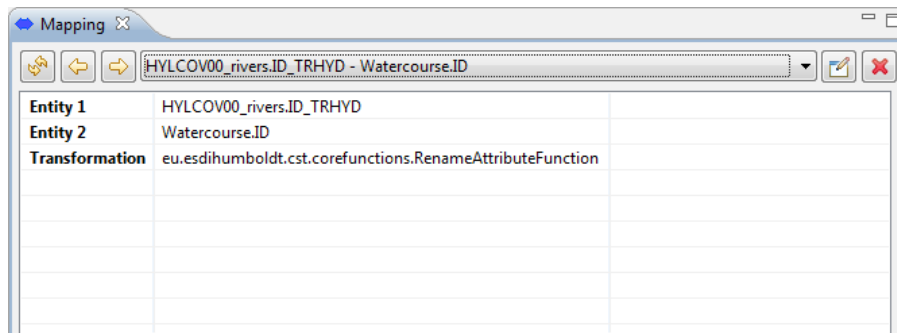 Mapping
HYLCOV00_rivers.ID_TRHYD - Watercourse.ID
Entity 1 HYLCOV00_rivers.ID_TRHYD
Entity 2 Watercourse.ID
Transformation eu.esdihumboldt.cst.corefunctions.RenameAttributeFunction